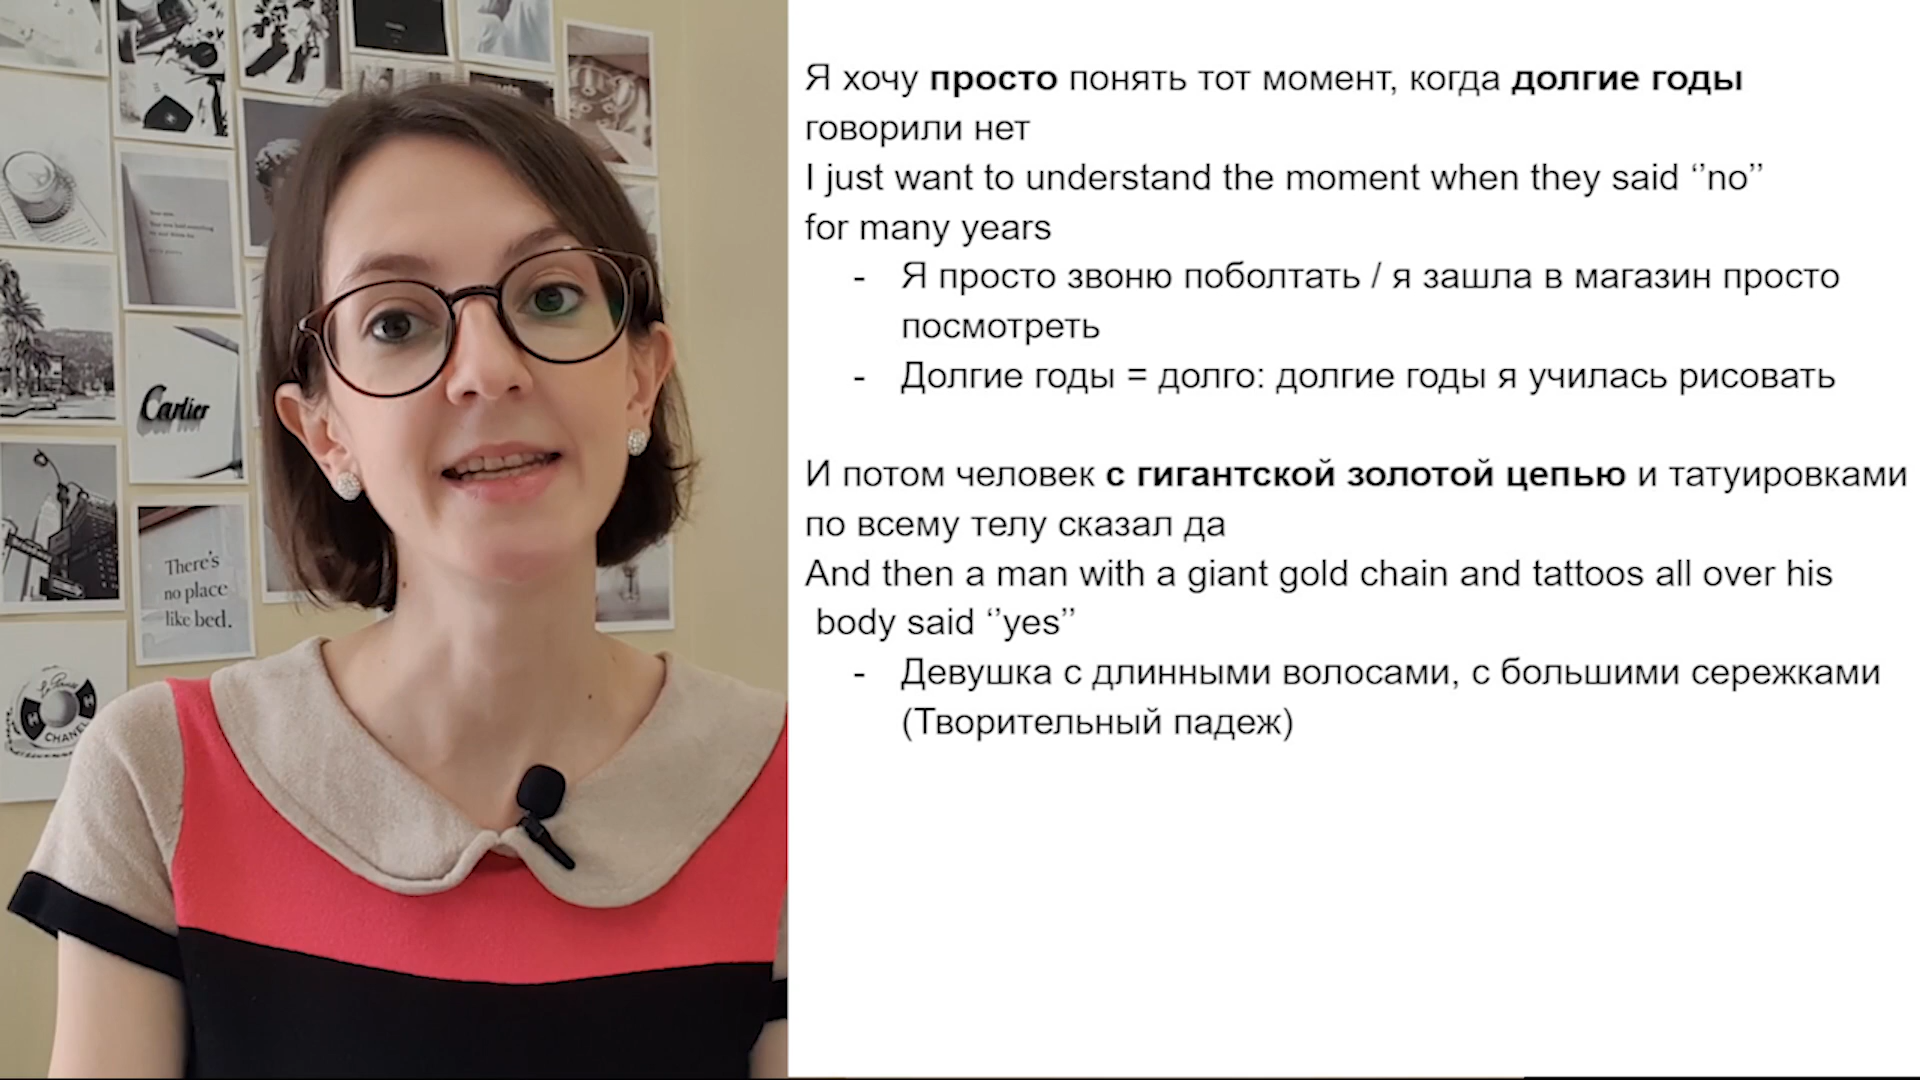 Я хочу просто понять тот момент, когда долгие годы
говорили нет
I just want to understand the moment when they said ‘’no’’
for many years
- Я просто звоню поболтать / я зашла в магазин просто
посмотреть
- Долгие годы = долго: долгие годы я училась рисовать
И потом человек с гигантской золотой цепью и татуировками
по всему телу сказал да
And then a man with a giant gold chain and tattoos all over his
body said ‘’yes’’
- Девушка с длинными волосами, с большими сережками
(Творительный падеж)
Cartier
There's
no place
like bed.
CHANEL